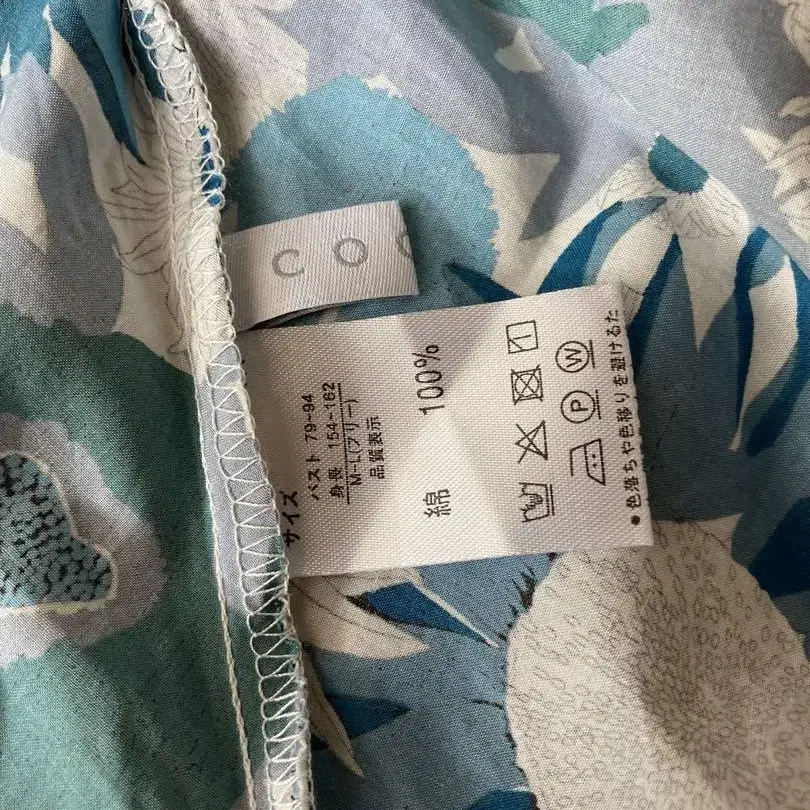 COC
サイズ
バスト 79~94
身長 154~162
M-L(フリー)
品質表示
綿 100%
W
P
●色落ちや色移りを避けるた